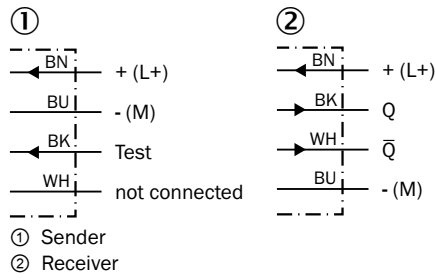 ① ②
BN + (L+)
BU - (M)
BK Test
WH not connected
BN + (L+)
BK Q
WH Q̅
BU - (M)
① Sender
② Receiver